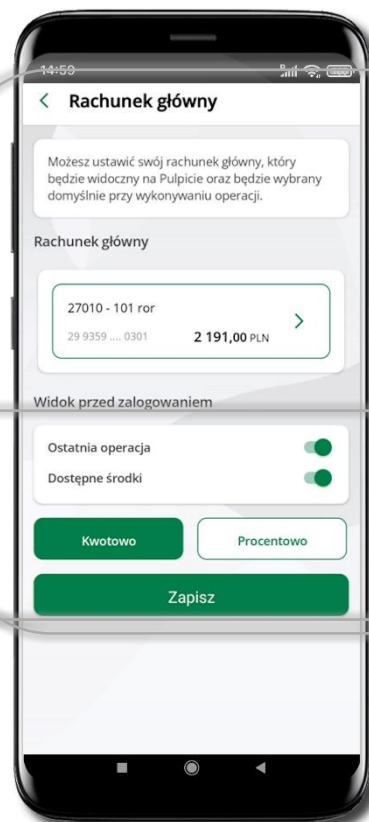 14:59
Rachunek główny
Możesz ustawić swój rachunek główny, który
będzie widoczny na Pulpicie oraz będzie wybrany
domyślnie przy wykonywaniu operacji.
Rachunek główny
27010 - 101 ror
29 9359 .... 0301 2 191,00 PLN
Widok przed zalogowaniem
Ostatnia operacja
Dostępne środki
Kwotowo Procentowo
Zapisz